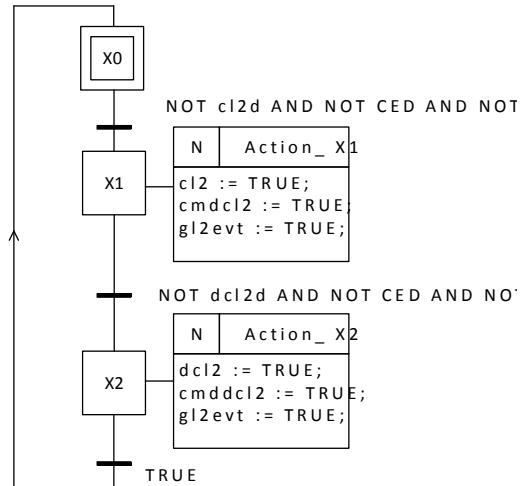 X0
NOT cl2d AND NOT CED AND NOT
N Action_ X1
X1
cl2 := TRUE;
cmdcl2 := TRUE;
gl2evt := TRUE;
NOT dcl2d AND NOT CED AND NOT
N Action_ X2
X2
dcl2 := TRUE;
cmddcl2 := TRUE;
gl2evt := TRUE;
TRUE